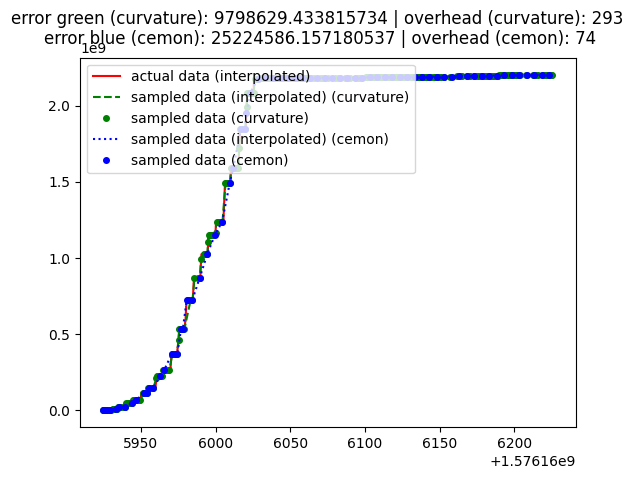 error green (curvature): 9798629.433815734 | overhead (curvature): 293
error blue (cemon): 25224586.157180537 | overhead (cemon): 74
1e9
actual data (interpolated)
sampled data (interpolated) (curvature)
sampled data (curvature)
sampled data (interpolated) (cemon)
sampled data (cemon)
2.0
1.5
1.0
0.5
0.0
5950 6000 6050 6100 6150 6200
+1.57616e9